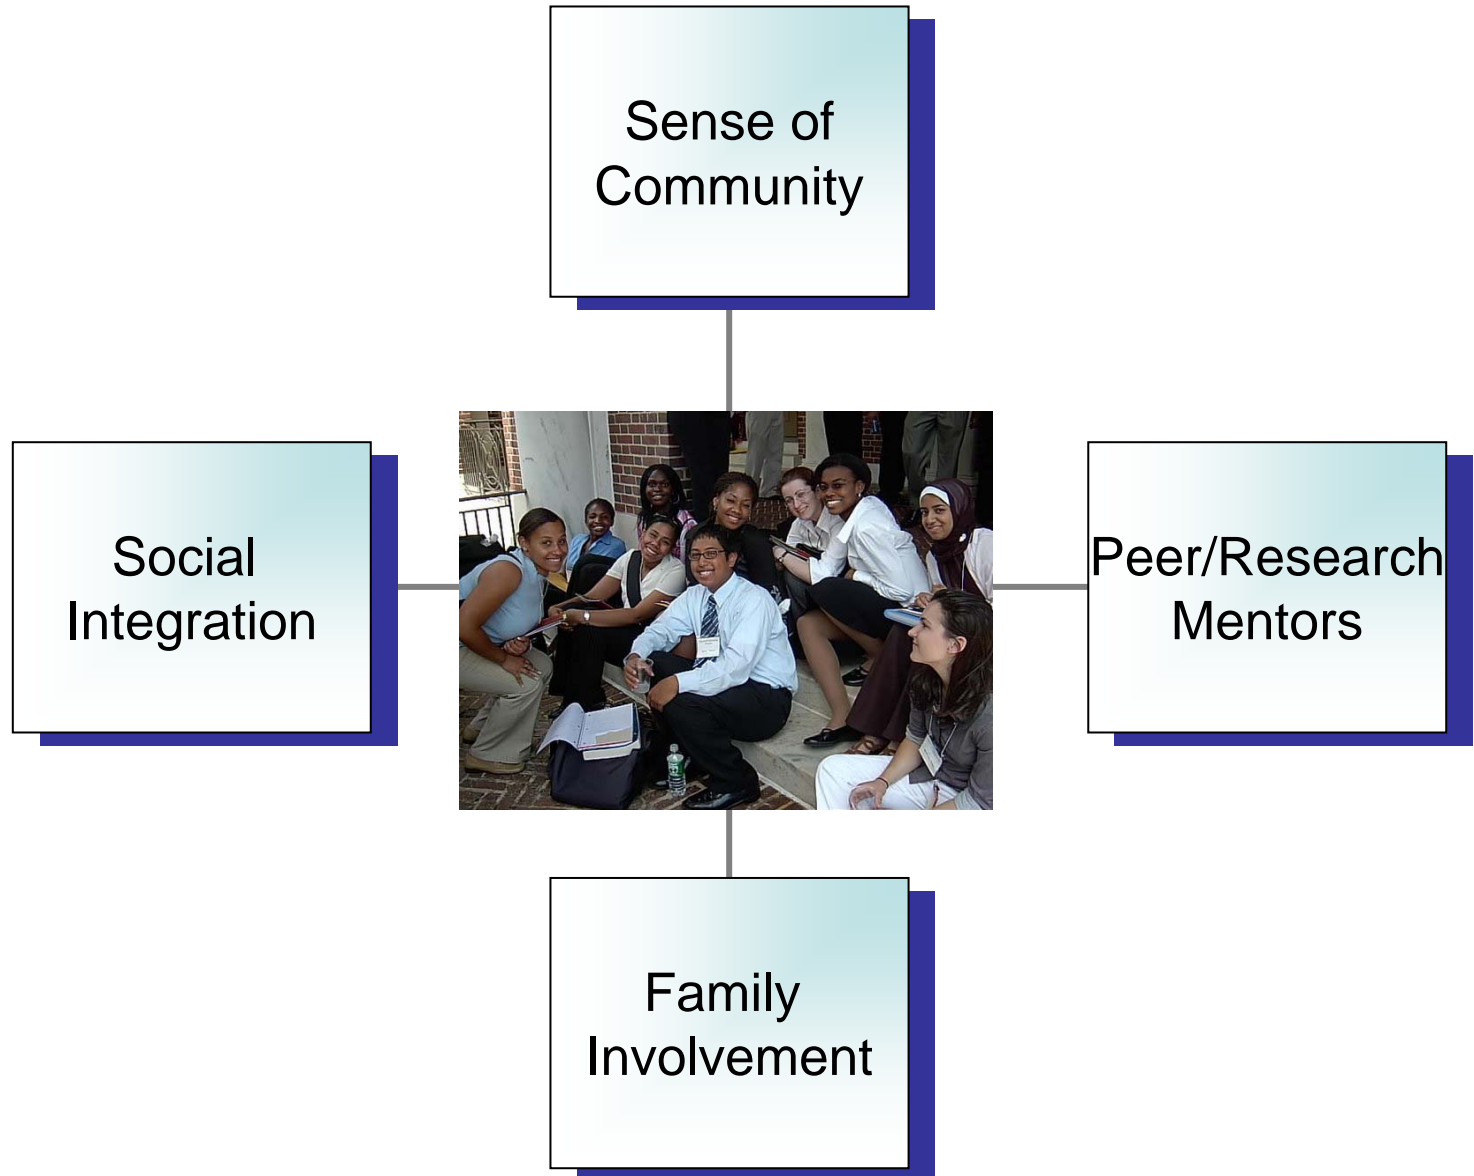 Sense of
Community
Social
Integration
Peer/Research
Mentors
Family
Involvement